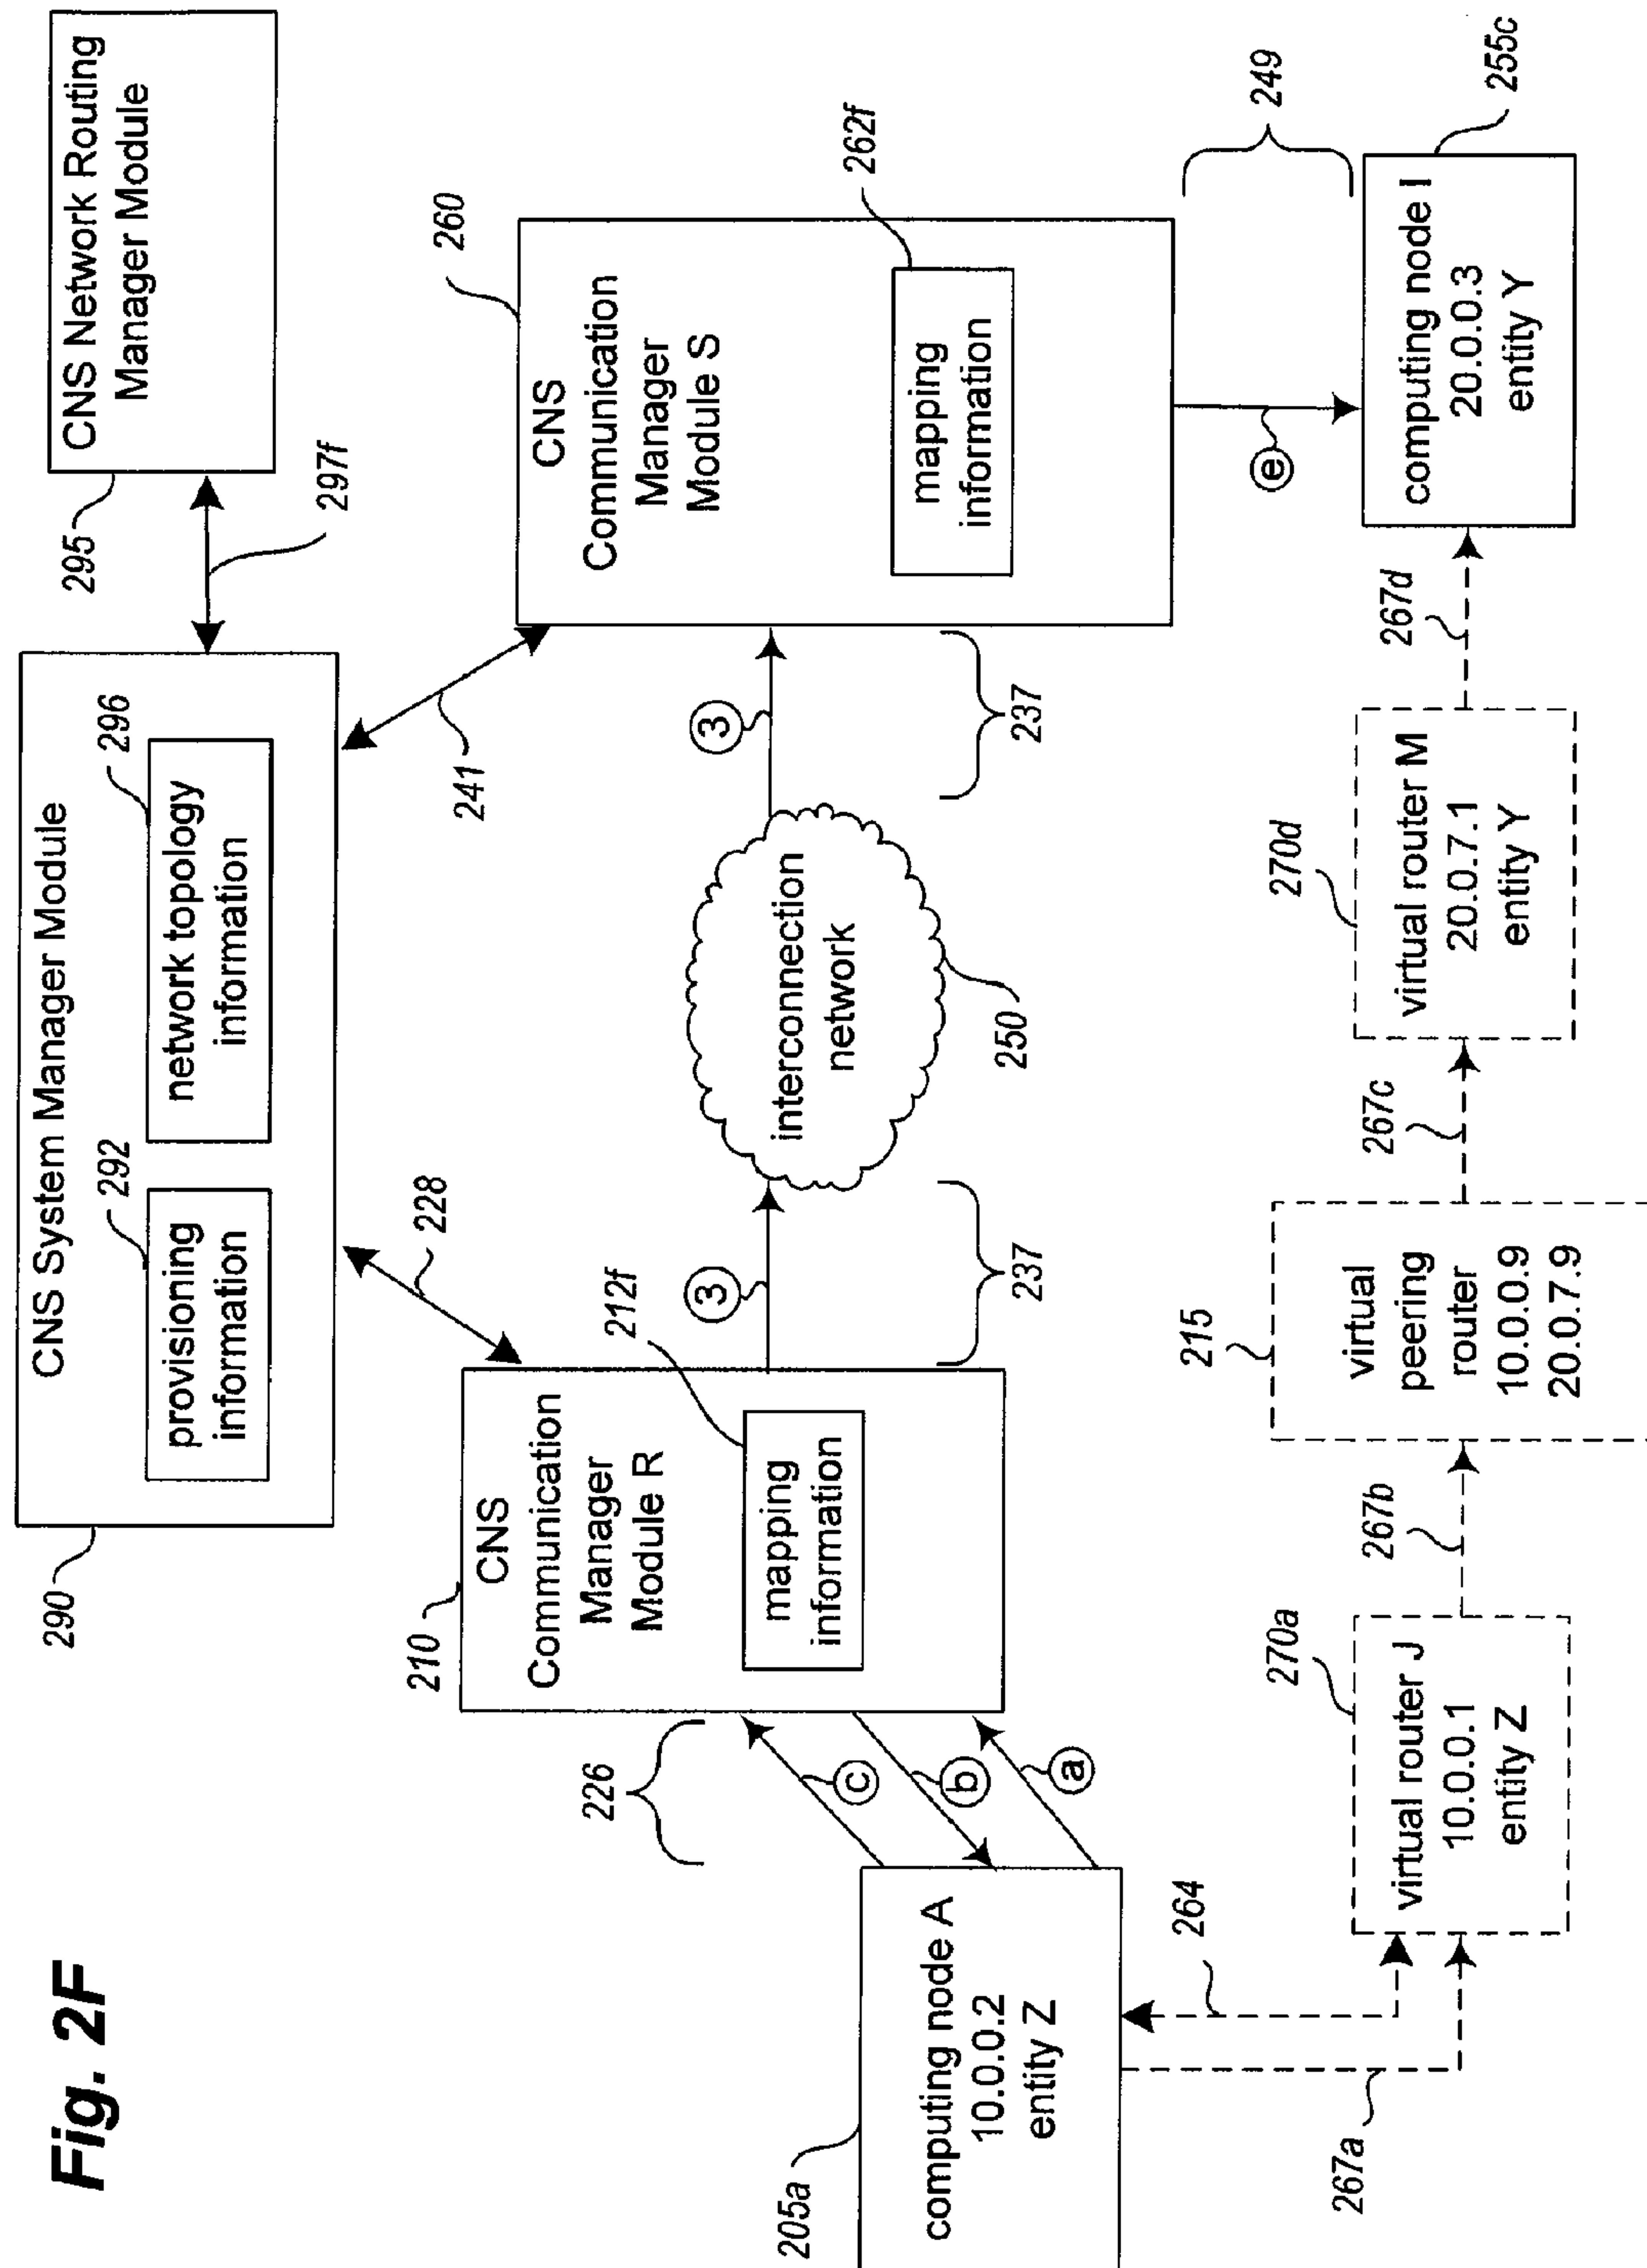 Fig. 2F
290
CNS System Manager Module
292
provisioning
information
296
network topology
information
295
CNS Network Routing
Manager Module
297f
228
241
210
CNS
Communication
Manager
Module R
212f
mapping
information
3
237
interconnection
network
250
3
237
260
CNS
Communication
Manager
Module S
262f
mapping
information
226
c
b
a
205a
computing node A
10.0.0.2
entity Z
264
267a
270a
virtual router J
10.0.0.1
entity Z
267b
215
virtual
peering
router
10.0.0.9
20.0.7.9
267c
270d
virtual router M
20.0.7.1
entity Y
267d
e
249
255c
computing node I
20.0.0.3
entity Y